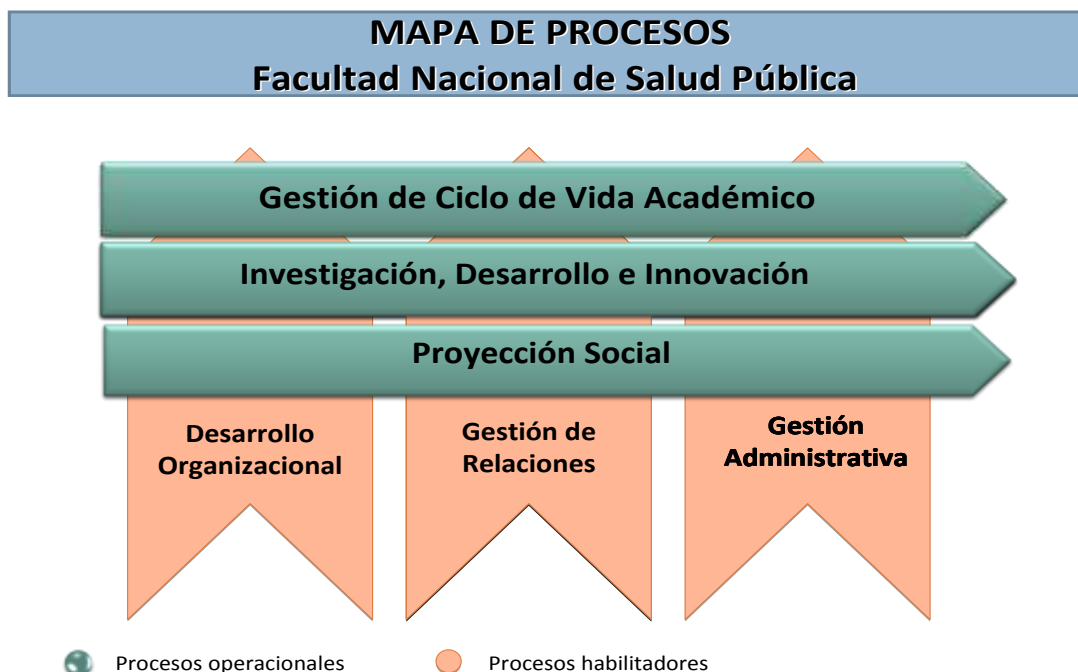 MAPA DE PROCESOS
Facultad Nacional de Salud Pública
Gestión de Ciclo de Vida Académico
Investigación, Desarrollo e Innovación
Proyección Social
Desarrollo
Organizacional
Gestión de
Relaciones
Gestión
Administrativa
Procesos operacionales
Procesos habilitadores